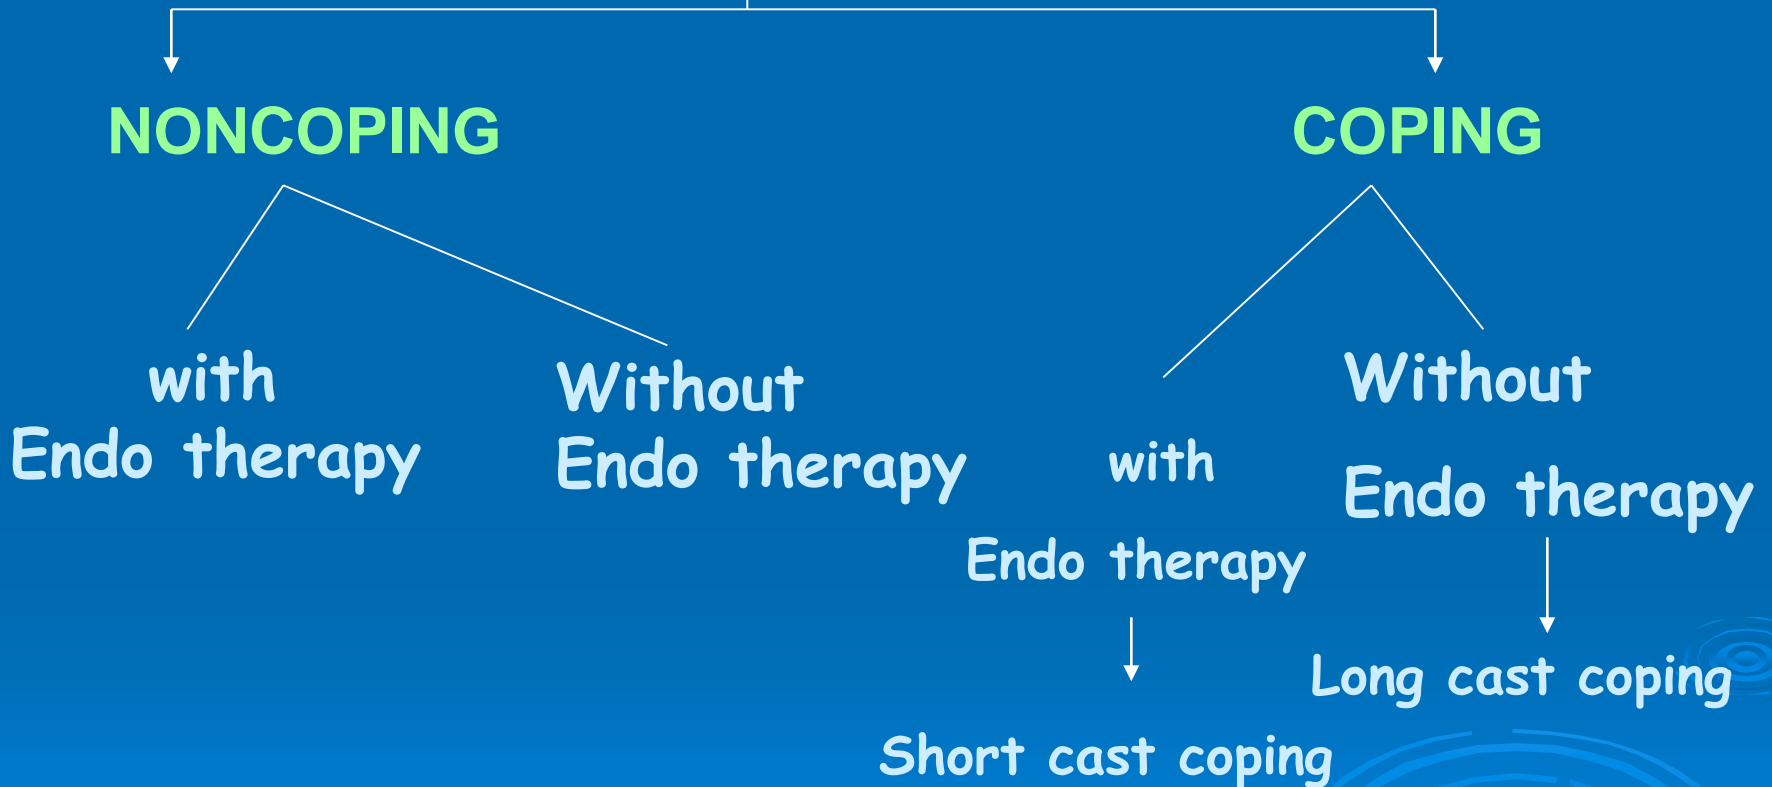 NONCOPING
COPING
with
Endo therapy
Without
Endo therapy
with
Endo therapy
Without
Endo therapy
Short cast coping
Long cast coping